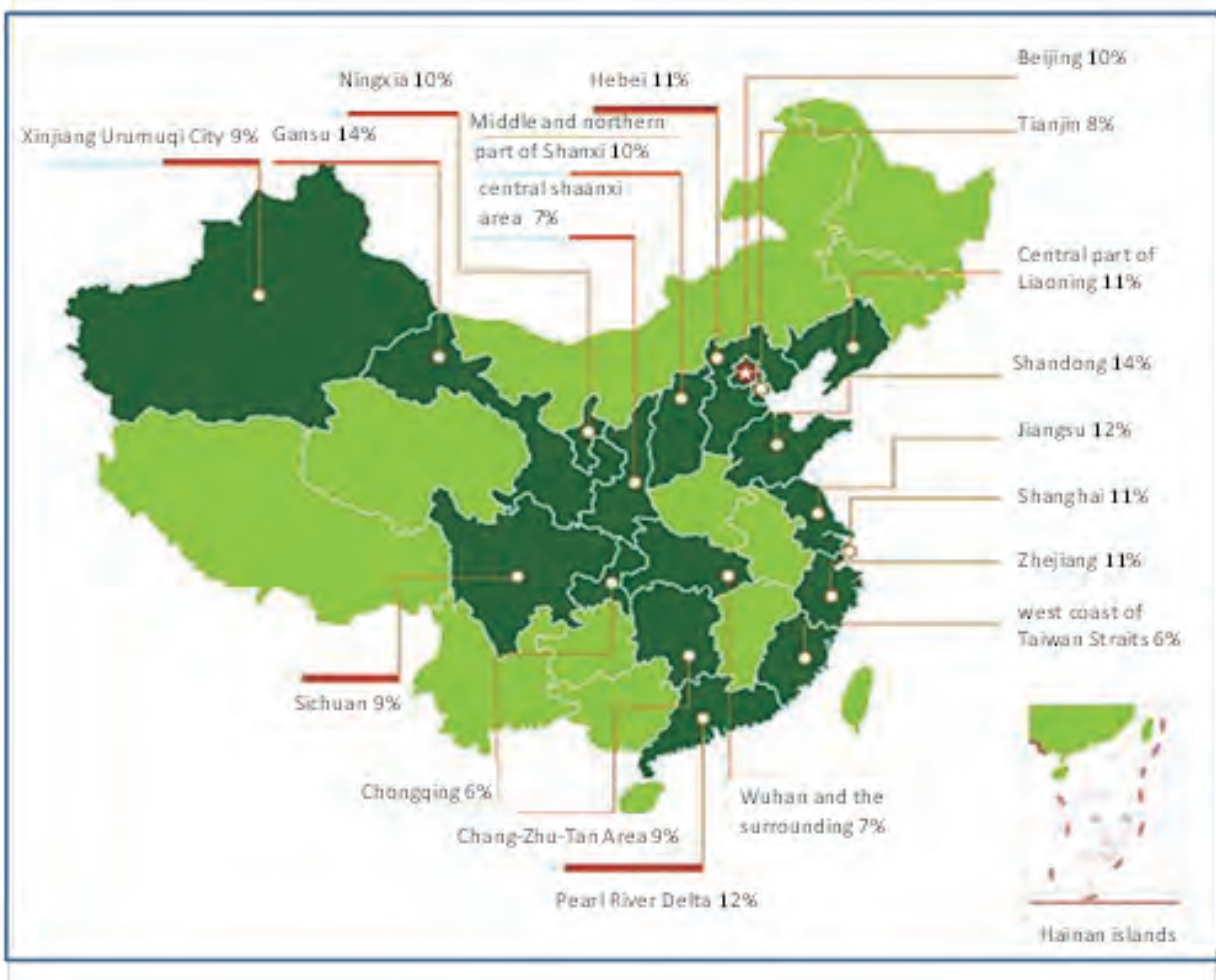 Beijing 10%
Ningxia 10%
Hebei 11%
Tianjin 8%
Middle and northern
part of Shanxi 10%
Xinjiang Urumuqi City 9%
Gansu 14%
central shaanxi
area 7%
Central part of
Liaoning 11%
Shandong 14%
Jiangsu 12%
Shanghai 11%
Zhejiang 11%
west coast of
Taiwan Straits 6%
Sichuan 9%
Chongqing 6%
Wuhan and the
surrounding 7%
Chang-Zhu-Tan Area 9%
Pearl River Delta 12%
Hainan islands